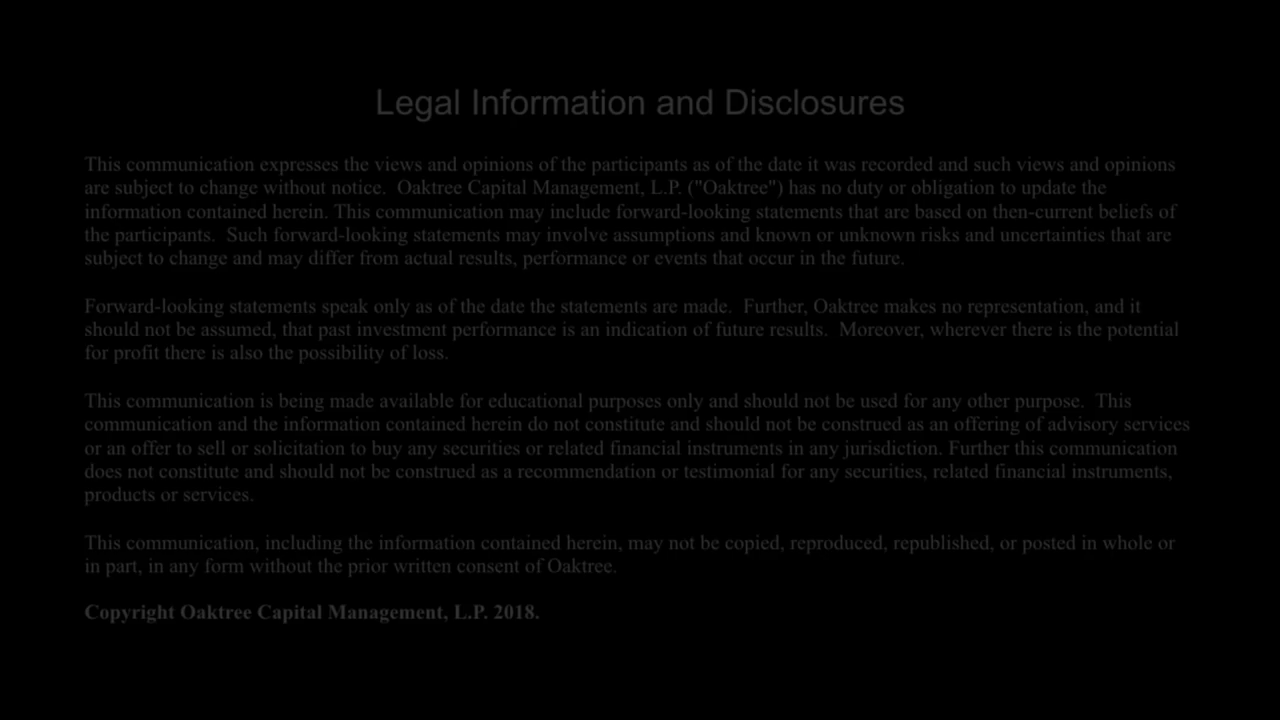 Legal Information and Disclosures
This communication expresses the views and opinions of the participants as of the date it was recorded and such views and opinions
are subject to change without notice.  Oaktree Capital Management, L.P. ("Oaktree") has no duty or obligation to update the
information contained herein. This communication may include forward-looking statements that are based on then-current beliefs of
the participants.  Such forward-looking statements may involve assumptions and known or unknown risks and uncertainties that are
subject to change and may differ from actual results, performance or events that occur in the future.
Forward-looking statements speak only as of the date the statements are made.  Further, Oaktree makes no representation, and it
should not be assumed, that past investment performance is an indication of future results.  Moreover, wherever there is the potential
for profit there is also the possibility of loss.
This communication is being made available for educational purposes only and should not be used for any other purpose.  This
communication and the information contained herein do not constitute and should not be construed as an offering of advisory services
or an offer to sell or solicitation to buy any securities or related financial instruments in any jurisdiction. Further this communication
does not constitute and should not be construed as a recommendation or testimonial for any securities, related financial instruments,
products or services.
This communication, including the information contained herein, may not be copied, reproduced, republished, or posted in whole or
in part, in any form without the prior written consent of Oaktree.
Copyright Oaktree Capital Management, L.P. 2018.